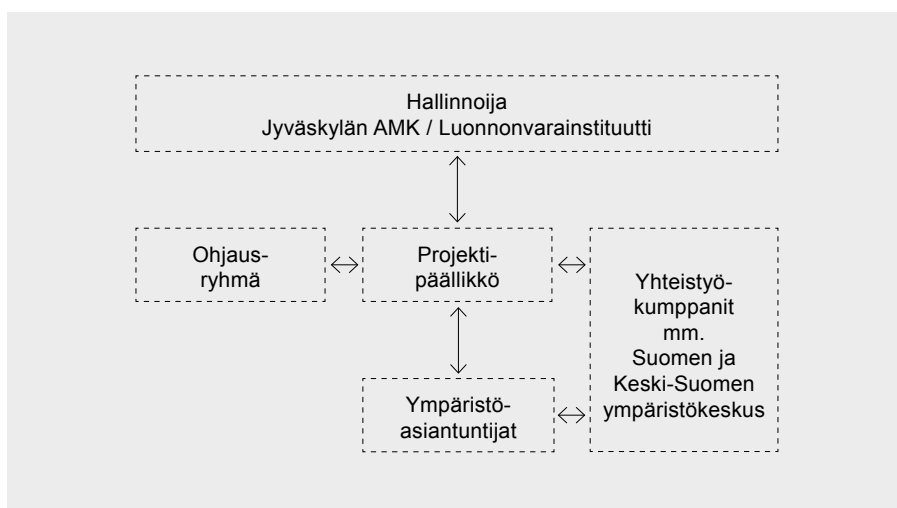 Hallinnoija
Jyväskylän AMK / Luonnonvarainstituutti
Ohjaus-
ryhmä
Projekti-
päällikkö
Yhteistyö-
kumppanit
mm.
Suomen ja
Keski-Suomen
ympäristökeskus
Ympäristö-
asiantuntijat